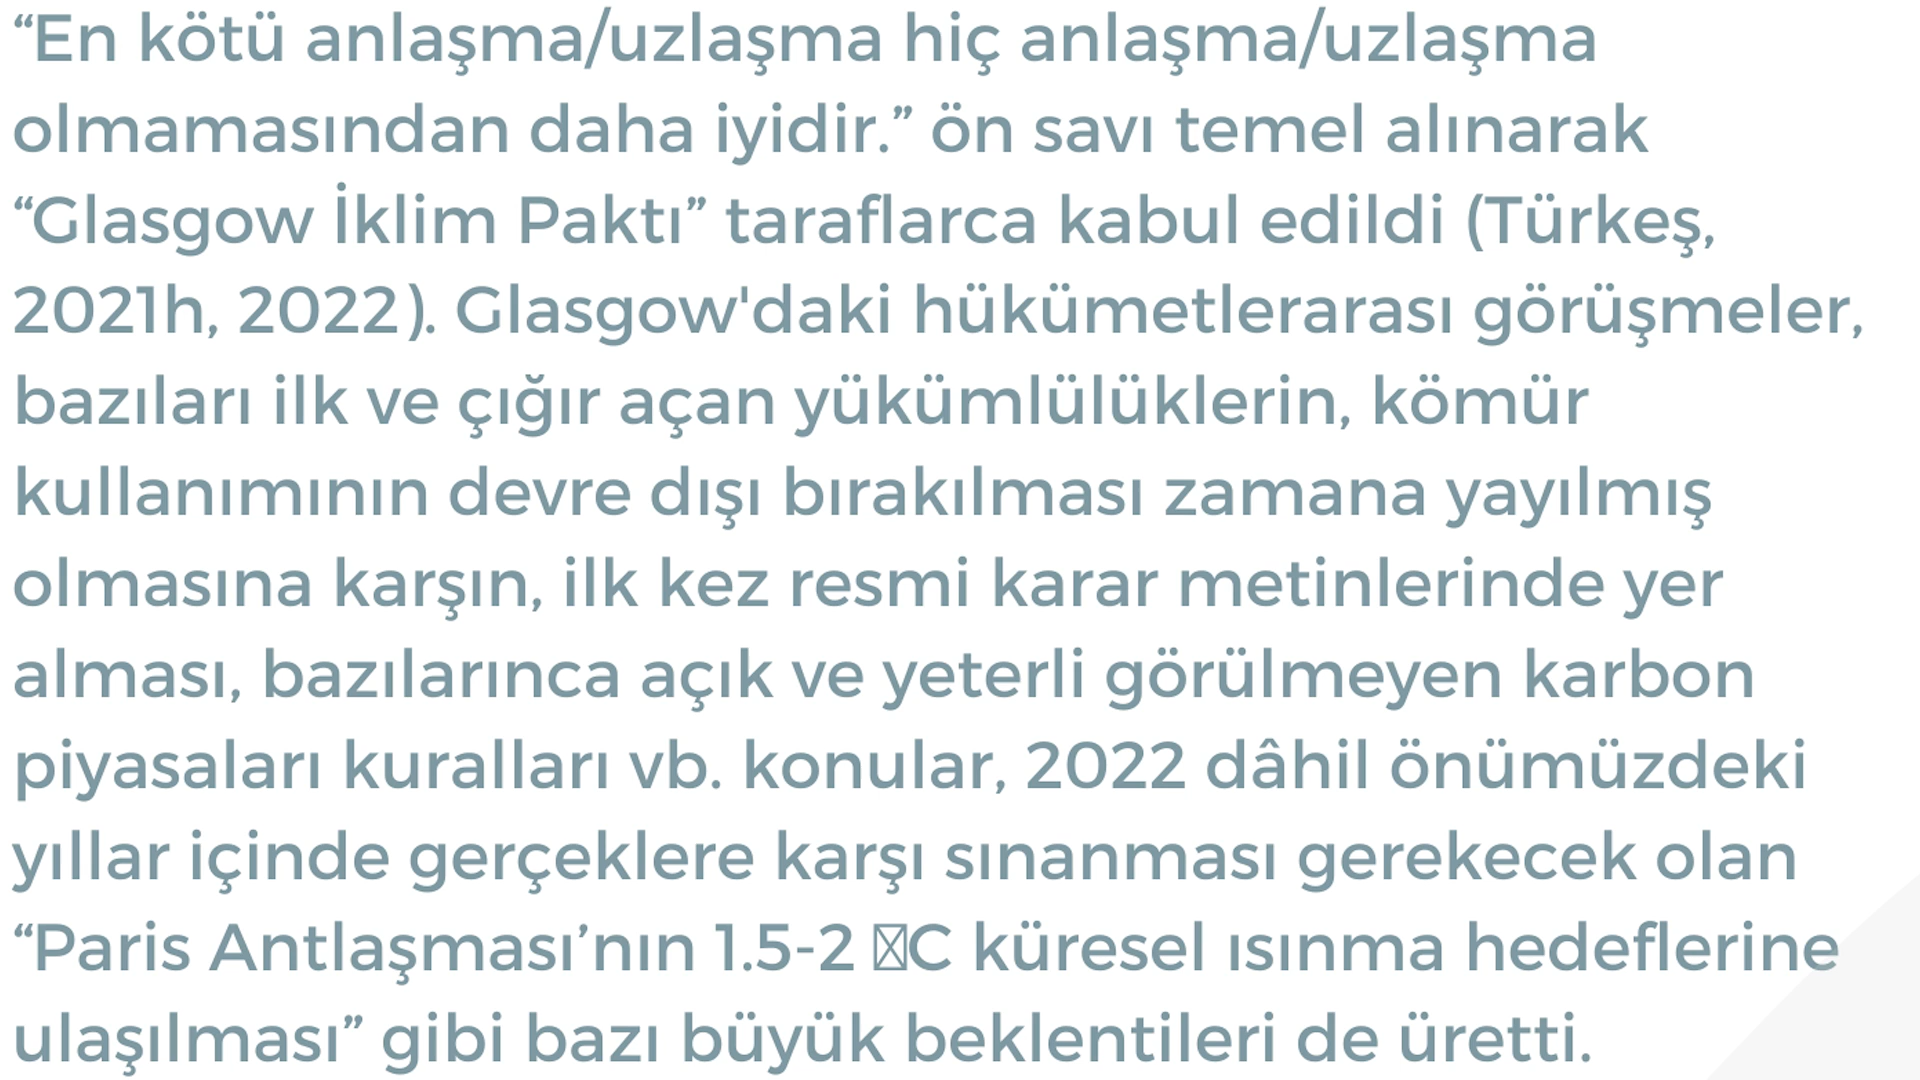 “En kötü anlaşma/uzlaşma hiç anlaşma/uzlaşma
olmamasından daha iyidir.” ön savı temel alınarak
“Glasgow İklim Paktı” taraflarca kabul edildi (Türkeş,
2021h, 2022). Glasgow'daki hükümetlerarası görüşmeler,
bazıları ilk ve çığır açan yükümlülüklerin, kömür
kullanımının devre dışı bırakılması zamana yayılmış
olmasına karşın, ilk kez resmi karar metinlerinde yer
alması, bazılarınca açık ve yeterli görülmeyen karbon
piyasaları kuralları vb. konular, 2022 dâhil önümüzdeki
yıllar içinde gerçeklere karşı sınanması gerekecek olan
“Paris Antlaşması’nın 1.5-2 C küresel ısınma hedeflerine
ulaşılması” gibi bazı büyük beklentileri de üretti.